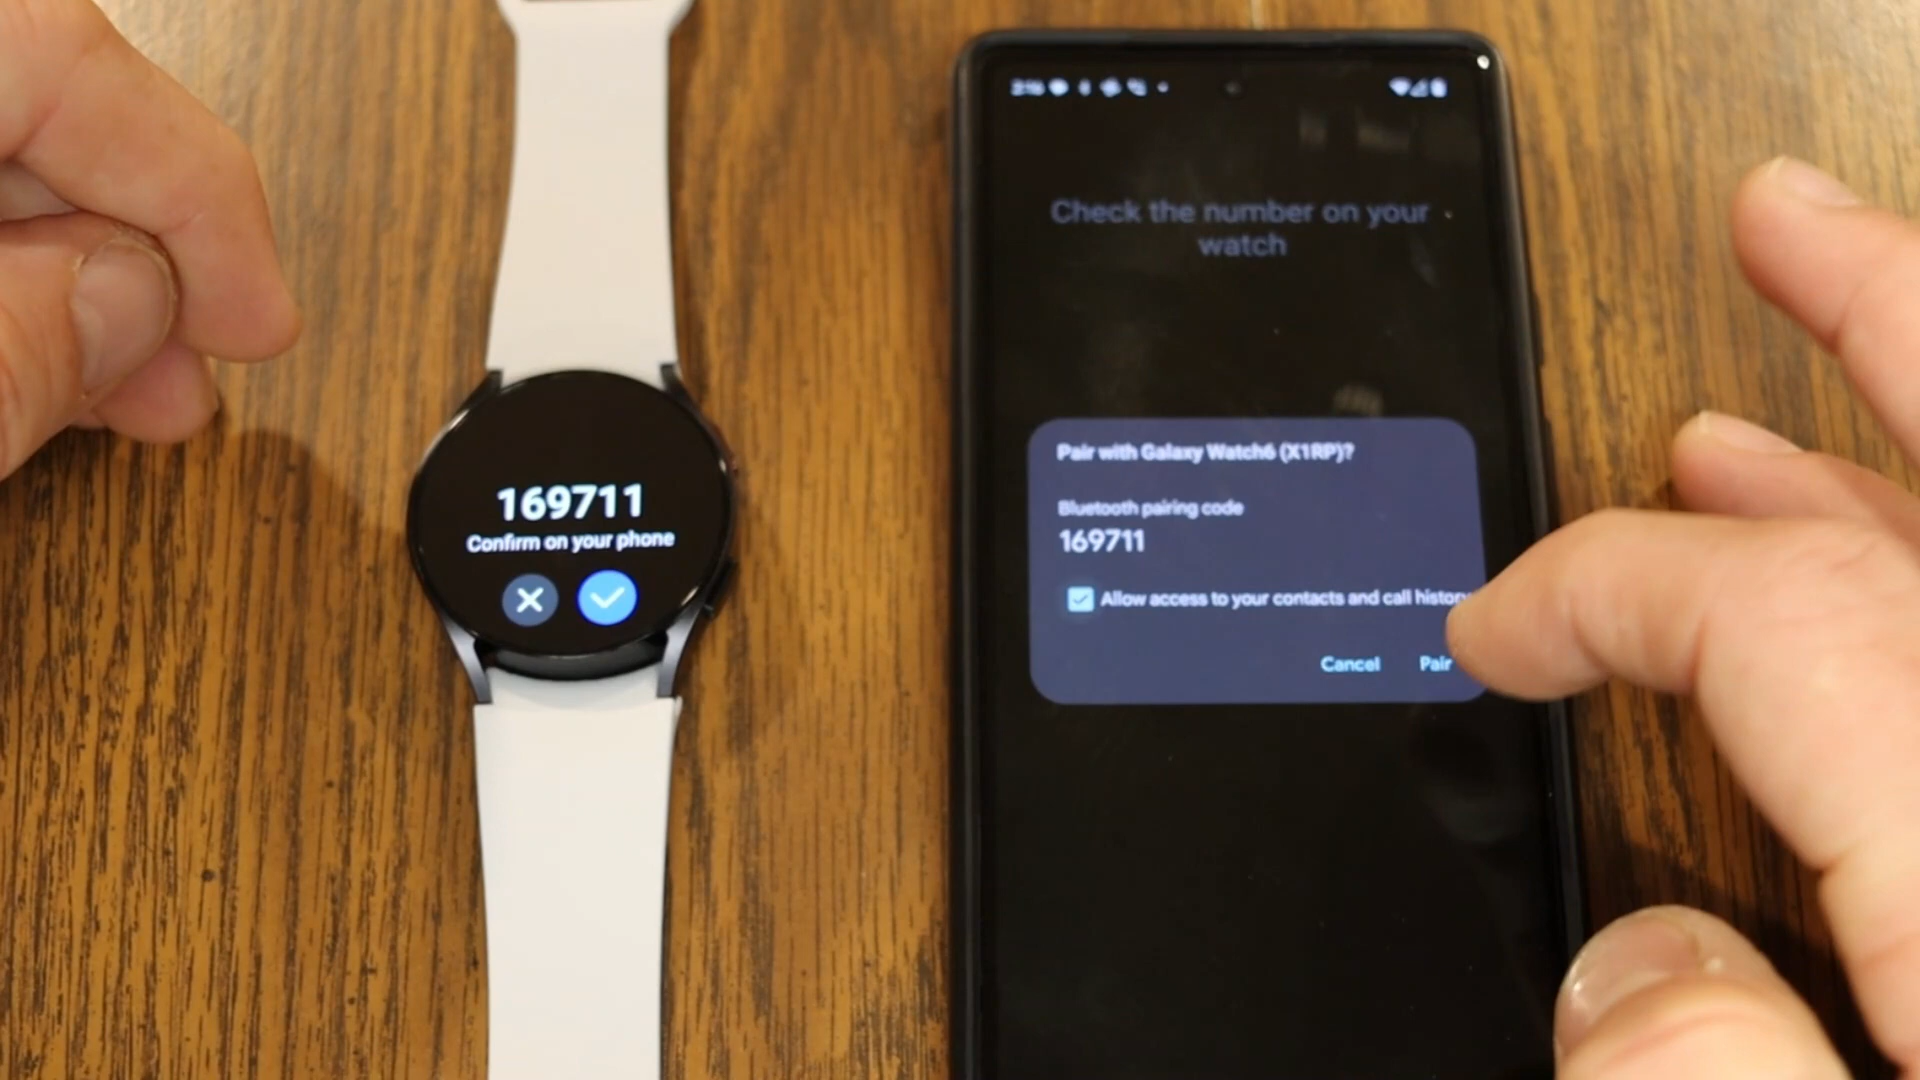 169711
Confirm on your phone
Check the number on your
watch
Pair with Galaxy Watch6 (X1RP)?
Bluetooth pairing code
169711
Allow access to your contacts and call history
Cancel Pair